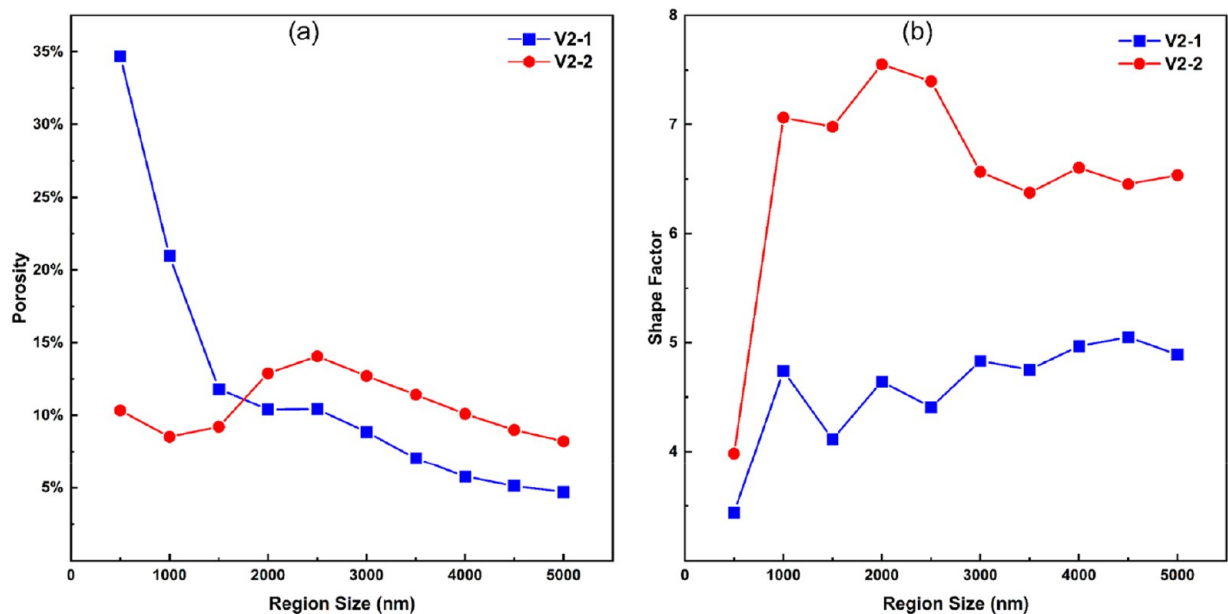 (a)
V2-1
V2-2
35%
30%
25%
20%
15%
10%
5%
Porosity
0 1000 2000 3000 4000 5000
Region Size (nm)
(b)
V2-1
V2-2
8
7
6
5
4
Shape Factor
0 1000 2000 3000 4000 5000
Region Size (nm)